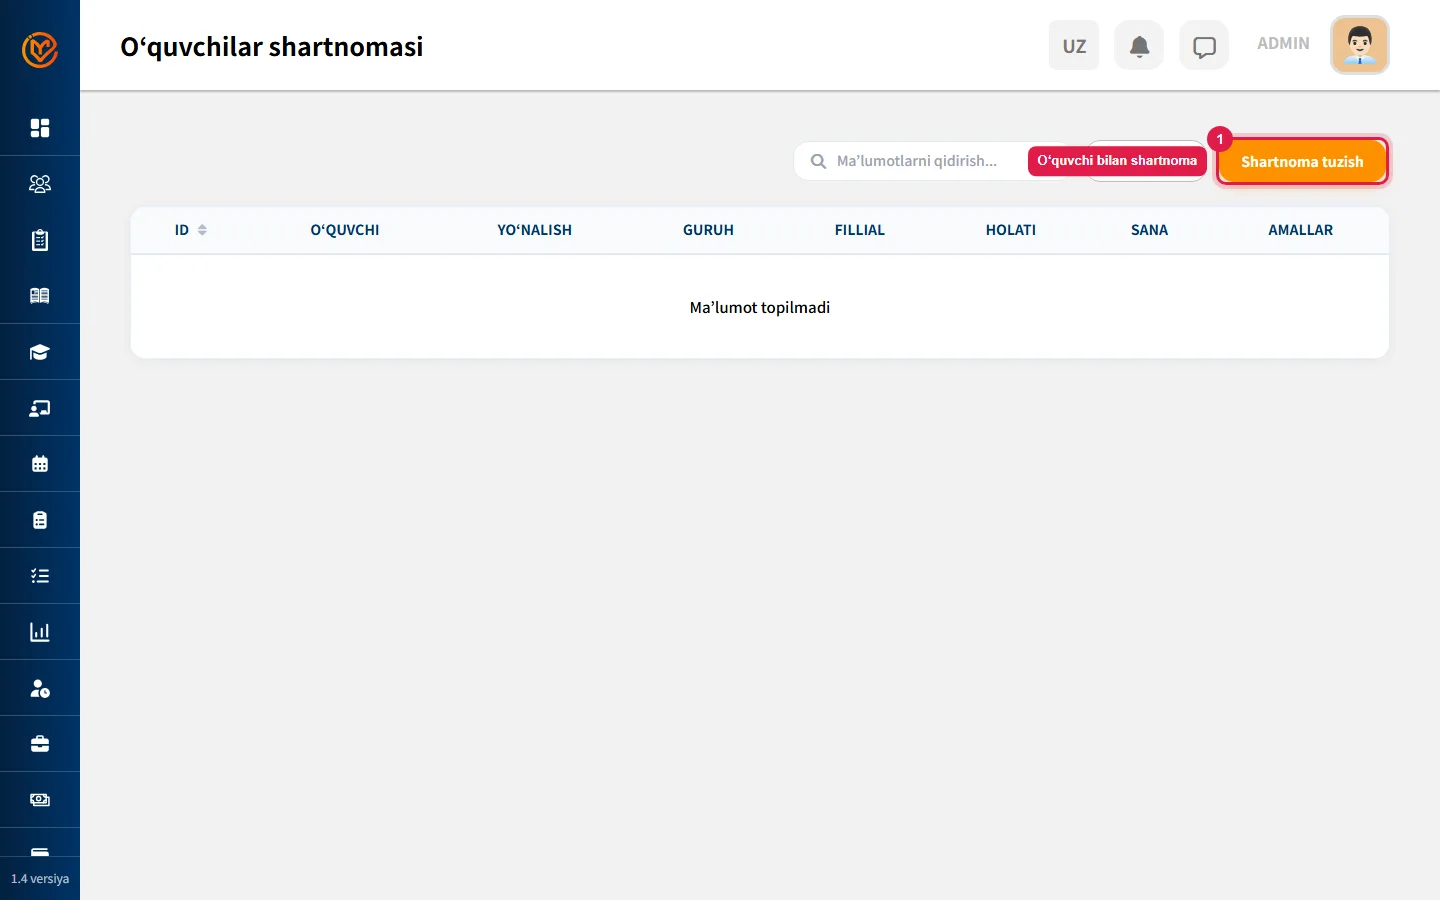 O‘quvchilar shartnomasi
UZ
ADMIN
1
Ma’lumotlarni qidirish...
O‘quvchi bilan shartnoma
Shartnoma tuzish
ID O‘QUVCHI YO‘NALISH GURUH FILLIAL HOLATI SANA AMALLAR
Ma’lumot topilmadi
1.4 versiya